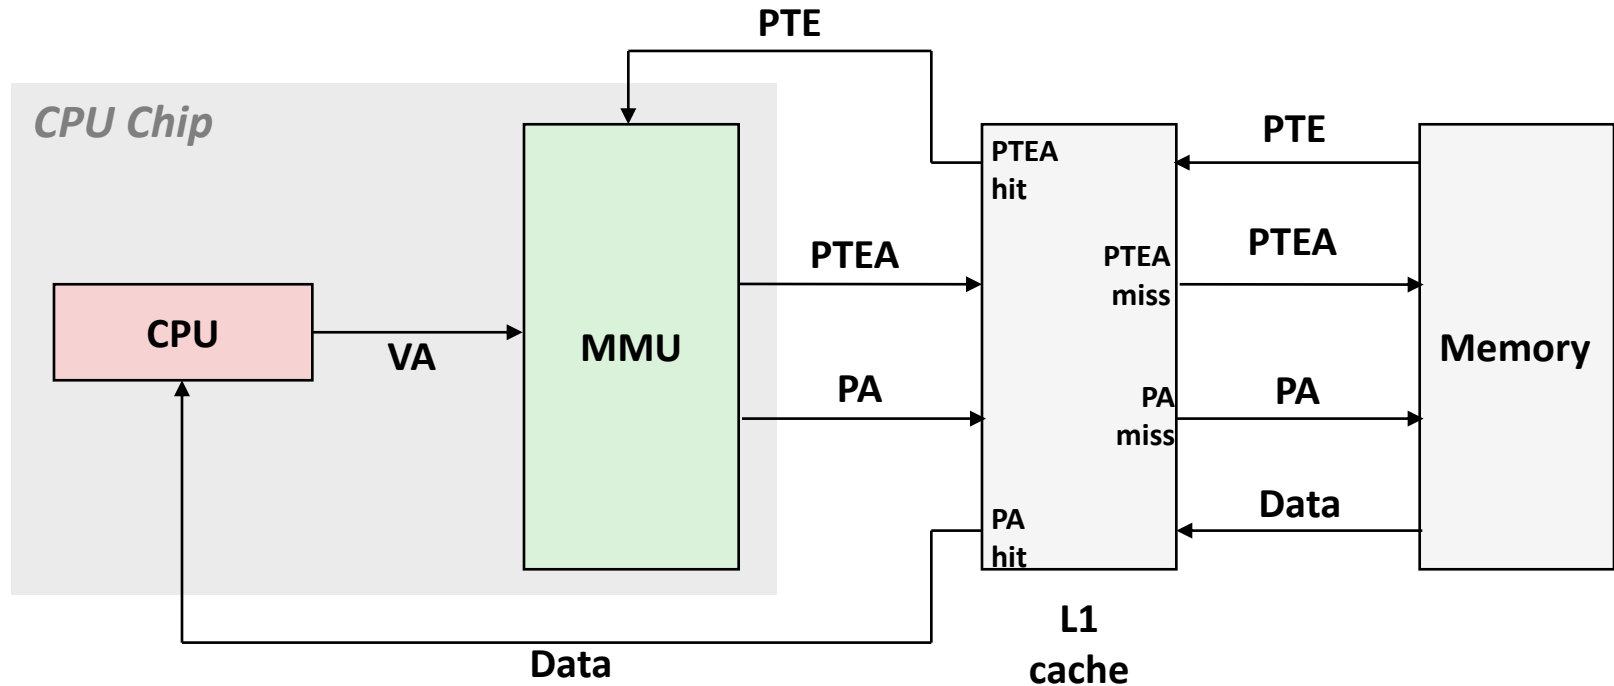 PTE
CPU Chip
PTEA
hit
PTE
PTEA
PTEA
miss
PTEA
CPU
VA
MMU
Memory
PA
PA
miss
PA
PA
hit
Data
Data
L1
cache